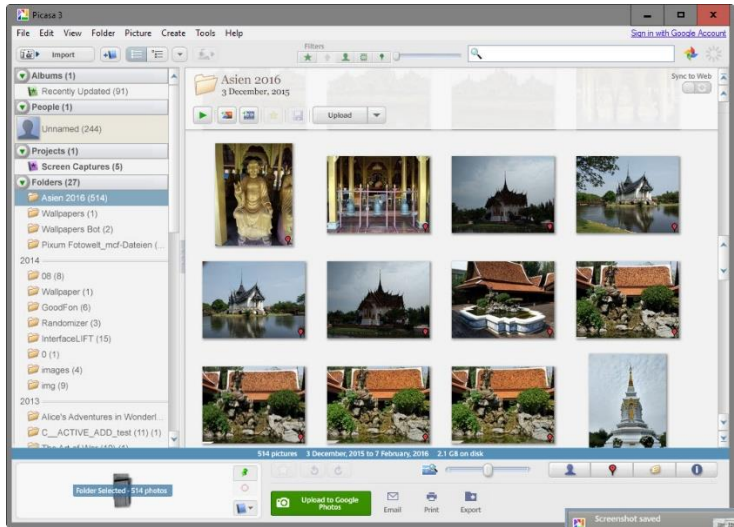 Picasa 3
File Edit View Folder Picture Create Tools Help
Sign in with Google Account
Import
Filters
Albums (1)
Recently Updated (91)
People (1)
Unnamed (244)
Projects (1)
Screen Captures (5)
Folders (27)
Asien 2016 (514)
Wallpapers (1)
Wallpapers Bot (2)
Pixum Fotowelt_mcf-Dateien (...
2014
08 (8)
Wallpaper (1)
GoodFon (6)
Randomizer (3)
InterfaceLIFT (15)
0 (1)
images (4)
img (9)
2013
Alice's Adventures in Wonderl...
C__ACTIVE_ADD_test (11) (1)
Asien 2016
3 December, 2015
Sync to Web
Upload
514 pictures 3 December, 2015 to 7 February, 2016 2.1 GB on disk
Folder Selected - 514 photos
Upload to Google
Photos
Email
Print
Export
Screenshot saved